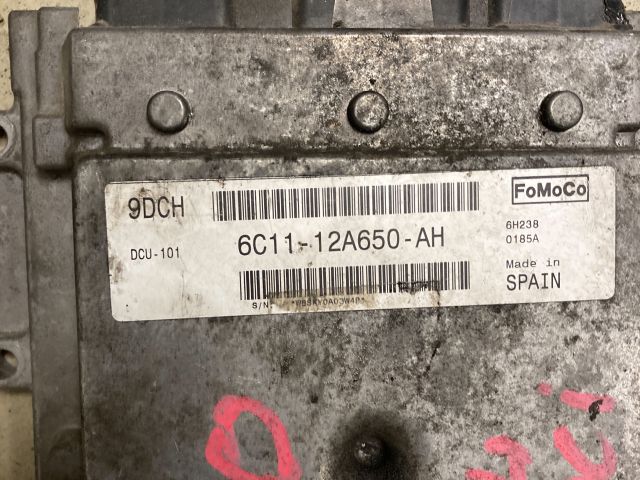 9DCH
FoMoCo
DCU-101
6C11-12A650-AH
6H238
0185A
Made in
SPAIN
S/N: